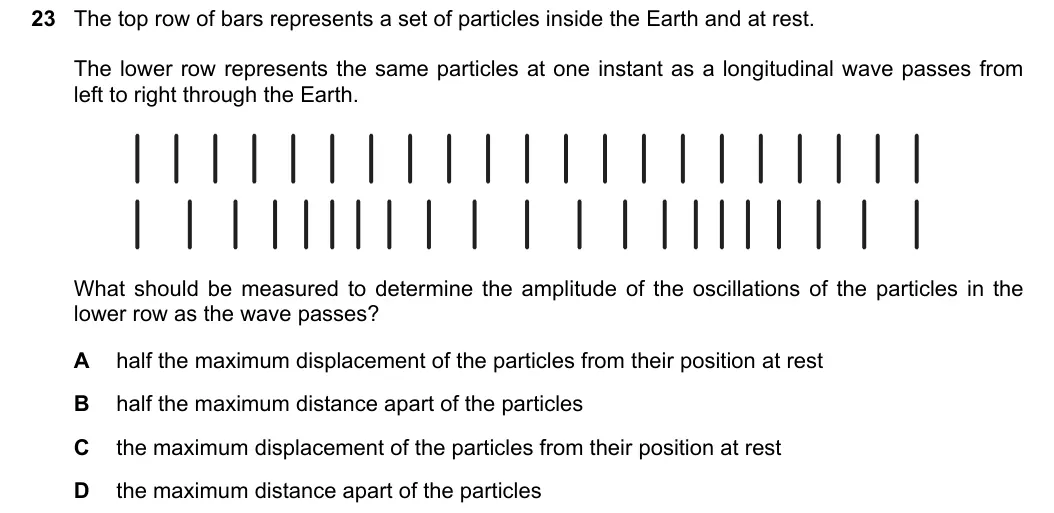 23 The top row of bars represents a set of particles inside the Earth and at rest.
The lower row represents the same particles at one instant as a longitudinal wave passes from
left to right through the Earth.
What should be measured to determine the amplitude of the oscillations of the particles in the
lower row as the wave passes?
A half the maximum displacement of the particles from their position at rest
B half the maximum distance apart of the particles
C the maximum displacement of the particles from their position at rest
D the maximum distance apart of the particles